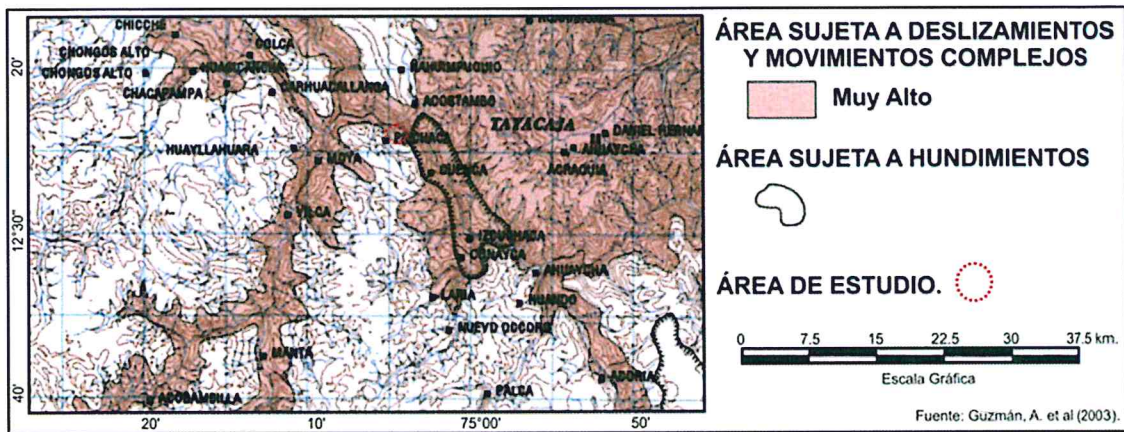 CHICCHE
CHONGOS ALTO
COLCA
20'
CHONGOS ALTO
HUASICANCHA
CHACAPAMPA
CARHUACALLANGA
ACOSTAMBO
TAYACAJA
PILCHACA
HUAYLLAHUARA
MOYA
ACRAQUIA
CUENCA
VILCA
12°30'
IZCUCHACA
CONAYCA
AHUAYCHA
LARIA
HUANDO
NUEVO OCCORO
MANTA
40'
ACOBAMBILLA
PALCA
20'
10'
75°00'
50'
ÁREA SUJETA A DESLIZAMIENTOS
Y MOVIMIENTOS COMPLEJOS
Muy Alto
ÁREA SUJETA A HUNDIMIENTOS
ÁREA DE ESTUDIO.
0 7.5 15 22.5 30 37.5 km.
Escala Gráfica
Fuente: Guzmán, A. et al (2003).